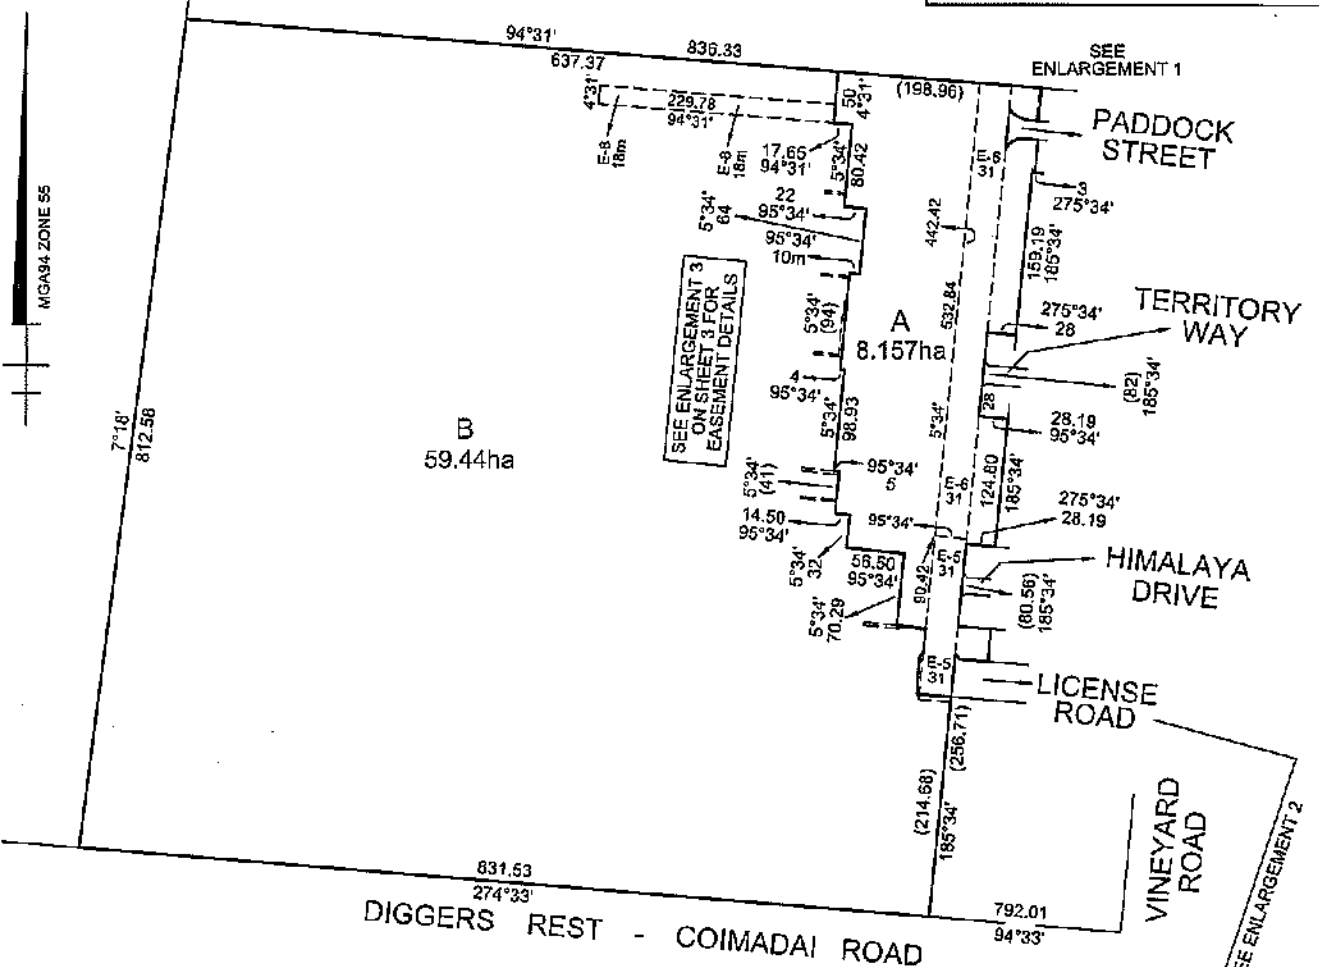 94°31'
836.33
637.37
SEE
ENLARGEMENT 1
(198.96)
50
4°31'
4°31'
229.78
94°31'
E-8
18m
E-8
18m
17.65
94°31'
5°34'
80.42
PADDOCK
STREET
E-6
31
3
275°34'
22
95°34'
5°34'
64
95°34'
10m
442.42
159.19
185°34'
MGA94 ZONE 55
SEE ENLARGEMENT 3
ON SHEET 3 FOR
EASEMENT DETAILS
5°34'
(94)
532.84
A
8.157ha
275°34'
28
TERRITORY
WAY
(82)
185°34'
4
95°34'
5°34'
98.93
5°34'
28
28.19
95°34'
7°18'
812.58
B
59.44ha
5°34'
(41)
95°34'
5
E-6
31
124.80
185°34'
275°34'
28.19
14.50
95°34'
95°34'
5°34'
32
56.50
95°34'
90.42
E-5
31
HIMALAYA
DRIVE
(80.56)
185°34'
5°34'
70.29
E-5
31
LICENSE
ROAD
(256.71)
(214.68)
185°34'
VINEYARD
ROAD
SEE ENLARGEMENT 2
831.53
274°33'
792.01
94°33'
DIGGERS REST - COIMADAI ROAD